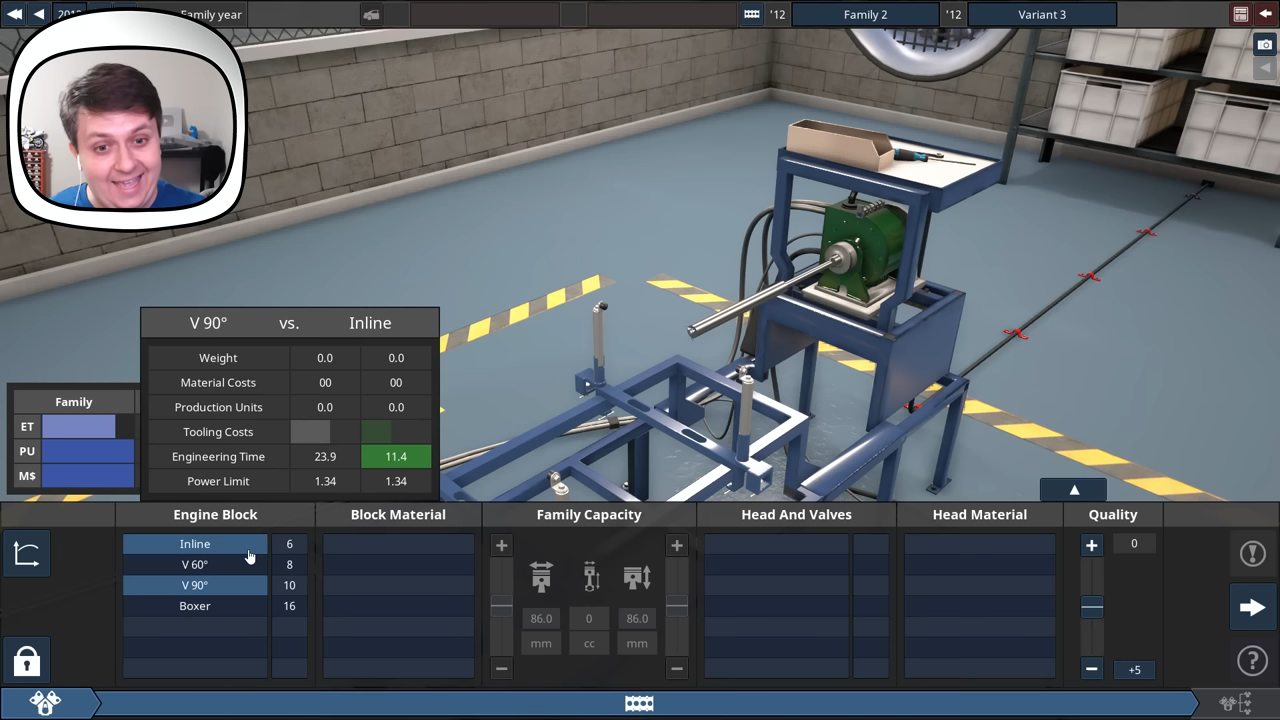 Family year
'12
Family 2
'12
Variant 3
V 90° vs. Inline
Weight 0.0 0.0
Material Costs 00 00
Production Units 0.0 0.0
Tooling Costs
Engineering Time 23.9 11.4
Power Limit 1.34 1.34
Family
ET
PU
M$
Engine Block
Block Material
Family Capacity
Head And Valves
Head Material
Quality
Inline 6
V 60° 8
V 90° 10
Boxer 16
86.0 0 86.0
mm cc mm
0
+5